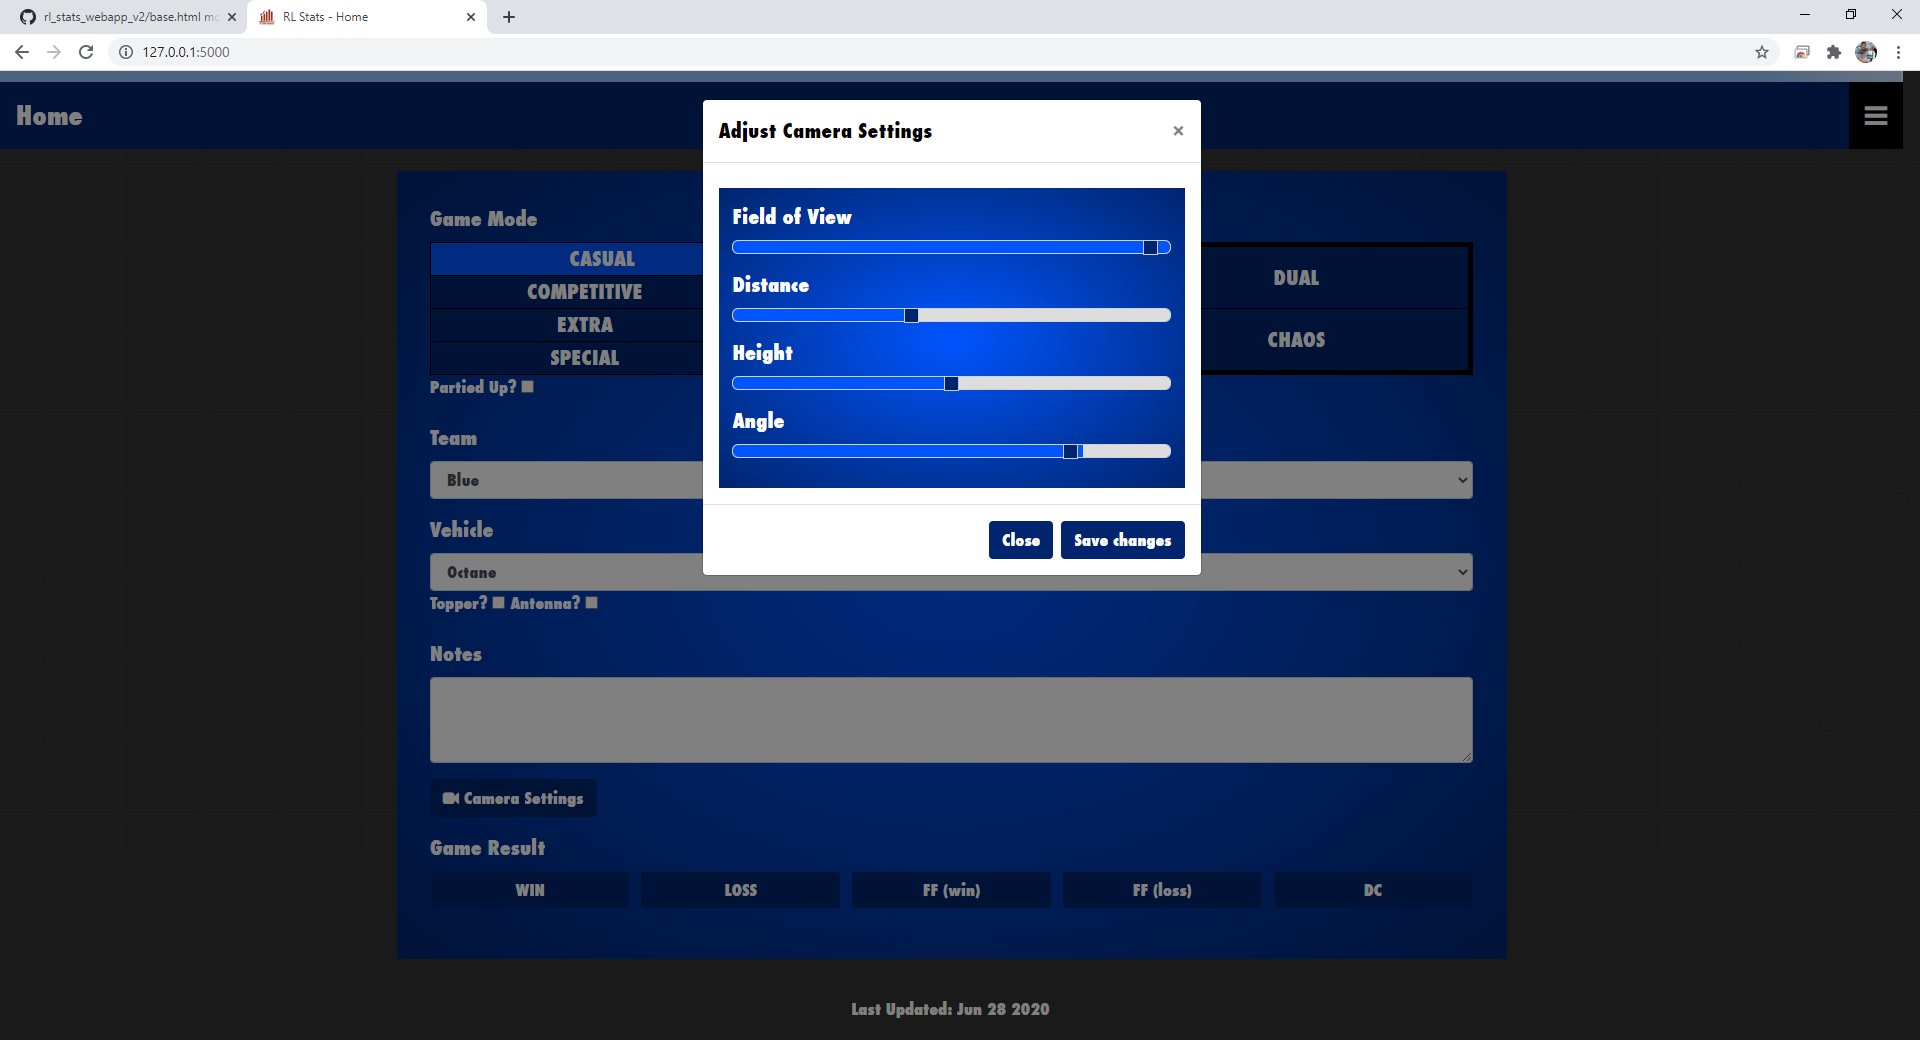 rl_stats_webapp_v2/base.html mo
RL Stats - Home
127.0.0.1:5000
Home
Adjust Camera Settings
×
Field of View
Distance
Height
Angle
Close
Save changes
Game Mode
CASUAL
COMPETITIVE
EXTRA
SPECIAL
DUAL
CHAOS
Partied Up?
Team
Blue
Vehicle
Octane
Topper? Antenna?
Notes
Camera Settings
Game Result
WIN LOSS FF (win) FF (loss) DC
Last Updated: Jun 28 2020